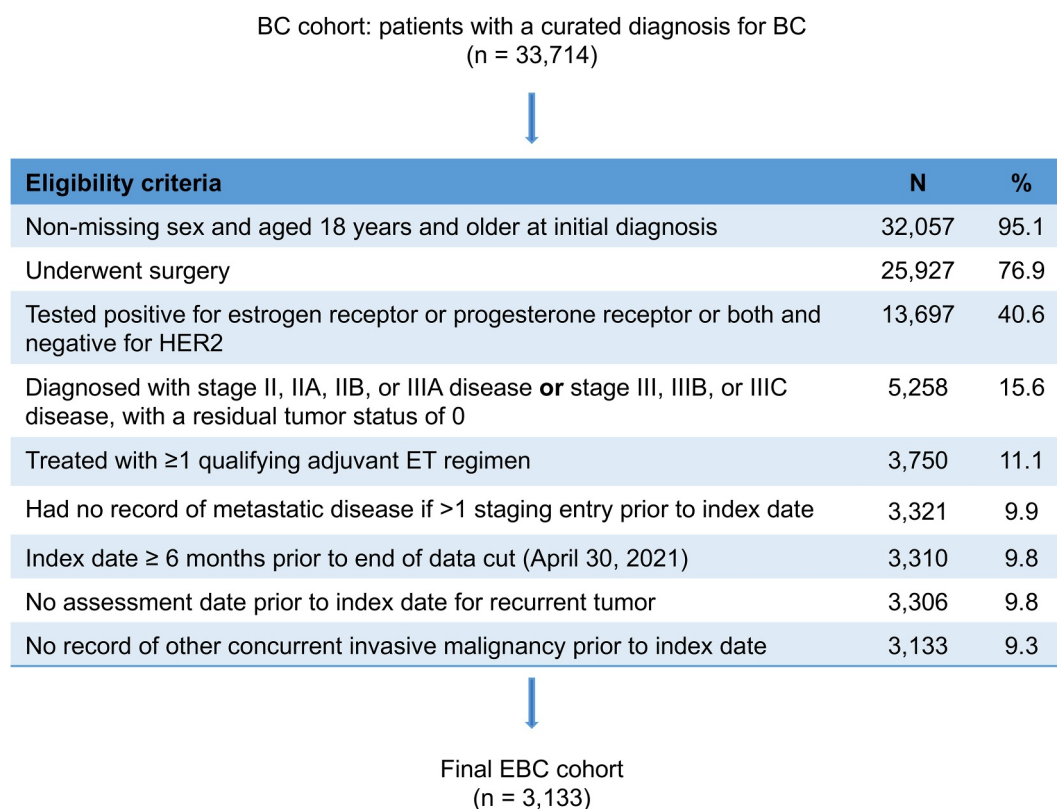 BC cohort: patients with a curated diagnosis for BC
(n = 33,714)
Eligibility criteria N %
Non-missing sex and aged 18 years and older at initial diagnosis 32,057 95.1
Underwent surgery 25,927 76.9
Tested positive for estrogen receptor or progesterone receptor or both and 13,697 40.6
negative for HER2
Diagnosed with stage II, IIA, IIB, or IIIA disease or stage III, IIIB, or IIIC 5,258 15.6
disease, with a residual tumor status of 0
Treated with ≥1 qualifying adjuvant ET regimen 3,750 11.1
Had no record of metastatic disease if >1 staging entry prior to index date 3,321 9.9
Index date ≥ 6 months prior to end of data cut (April 30, 2021) 3,310 9.8
No assessment date prior to index date for recurrent tumor 3,306 9.8
No record of other concurrent invasive malignancy prior to index date 3,133 9.3
Final EBC cohort
(n = 3,133)